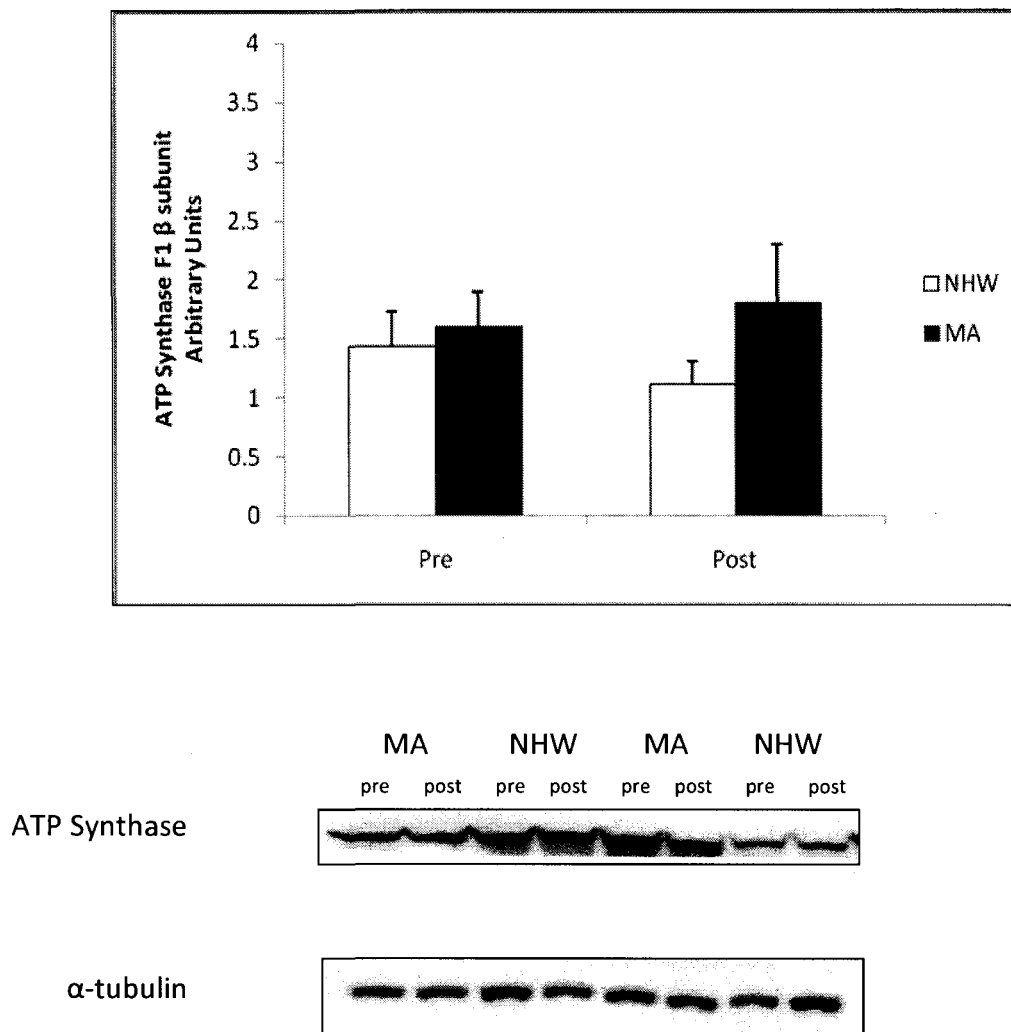 4
3.5
3
2.5
2
1.5
1
0.5
0
ATP Synthase F1 β subunit
Arbitrary Units
Pre Post
NHW
MA
MA NHW MA NHW
pre post pre post pre post pre post
ATP Synthase
α-tubulin